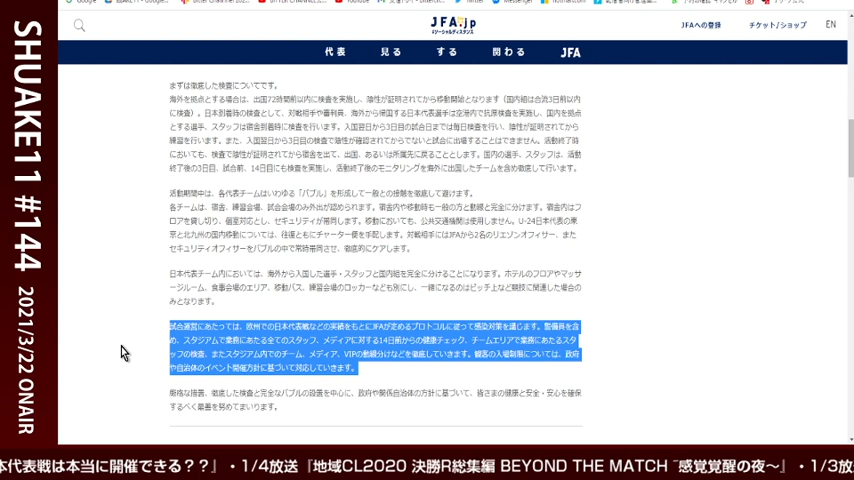 SHUAKE11 #144 2021/3/22 ONAIR
JFA.jp
#ソーシャルディスタンス
JFAへの登録 チケット/ショップ EN
代表 見る する 関わる JFA
まずは徹底した検査についてです。
海外を拠点とする場合は、出国72時間前以内に検査を実施し、陰性が証明されてから移動開始となります（国内組は合流3日前以内
に検査）。日本到着時の検査として、対戦相手や審判員、海外から帰国する日本代表選手は空港内で抗原検査を実施し、国内を拠点
とする選手、スタッフは宿舎到着時に検査を行います。入国翌日から3日目の試合日までは毎日検査を行い、陰性が証明されてから
練習を行います。また、入国翌日から3日目の検査で陰性が確認されてからでないと試合に出場することはできません。活動終了時
においても、検査で陰性が証明されてから宿舎を出て、出国、あるいは所属先に戻ることとします。国内の選手、スタッフは、活動
終了後の3日目、試合前、14日目にも検査を実施し、活動終了後のモニタリングを海外に出国したチームを含め徹底して行います。
活動期間中は、各代表チームはいわゆる「バブル」を形成して一般との接触を徹底して避けます。
各チームは、宿舎、練習会場、試合会場のみ外出が認められます。宿舎内や移動時も一般の方と動線と完全に分けます。宿舎内はフ
ロアを貸し切り、個室対応とし、セキュリティが帯同します。移動においても、公共交通機関は使用しません。U-24日本代表の東
京と北九州の国内移動については、往復ともにチャーター便を手配します。対戦相手にはJFAから2名のリエゾンオフィサー、また
セキュリティオフィサーをバブルの中で常時帯同させ、徹底的にケアします。
日本代表チーム内においては、海外から入国した選手・スタッフと国内組を完全に分けることになります。ホテルのフロアやマッサ
ージルーム、食事会場のエリア、移動バス、練習会場のロッカーなども別にし、一緒になるのはピッチ上など競技に関連した場合の
みとなります。
試合運営にあたっては、欧州での日本代表戦などの実績をもとにJFAが定めるプロトコルに従って感染対策を講じます。警備員を含
め、スタジアムで業務にあたる全てのスタッフ、メディアに対する14日前からの健康チェック、チームエリアで業務にあたるスタ
ッフの検査、またスタジアム内でのチーム、メディア、VIPの動線分けなどを徹底していきます。観客の入場制限については、政府
や自治体のイベント開催方針に基づいて対応していきます。
厳格な措置、徹底した検査と完全なバブルの設置を中心に、政府や関係自治体の方針に基づいて、皆さまの健康と安全・安心を確保
するべく最善を努めてまいります。
本代表戦は本当に開催できる？？』・1/4放送『地域CL2020 決勝R総集編 BEYOND THE MATCH ~感覚覚醒の夜～』・1/3放